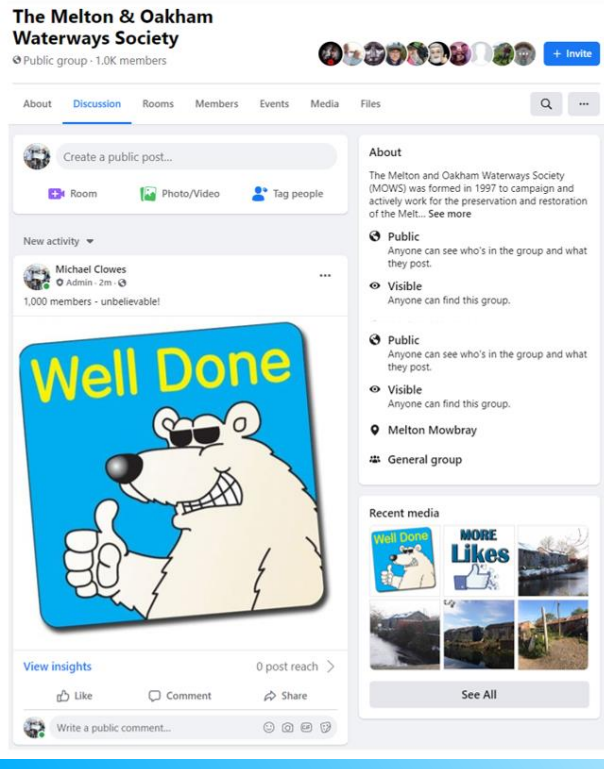 The Melton & Oakham
Waterways Society
Public group · 1.0K members
+ Invite
About Discussion Rooms Members Events Media Files
Create a public post...
Room Photo/Video Tag people
New activity
Michael Clowes
Admin · 2m ·
1,000 members - unbelievable!
Well Done
View insights 0 post reach
Like Comment Share
Write a public comment...
GIF
About
The Melton and Oakham Waterways Society
(MOWS) was formed in 1997 to campaign and
actively work for the preservation and restoration
of the Melt... See more
Public
Anyone can see who's in the group and what
they post.
Visible
Anyone can find this group.
Public
Anyone can see who's in the group and what
they post.
Visible
Anyone can find this group.
Melton Mowbray
General group
Recent media
Well Done
MORE
Likes
See All